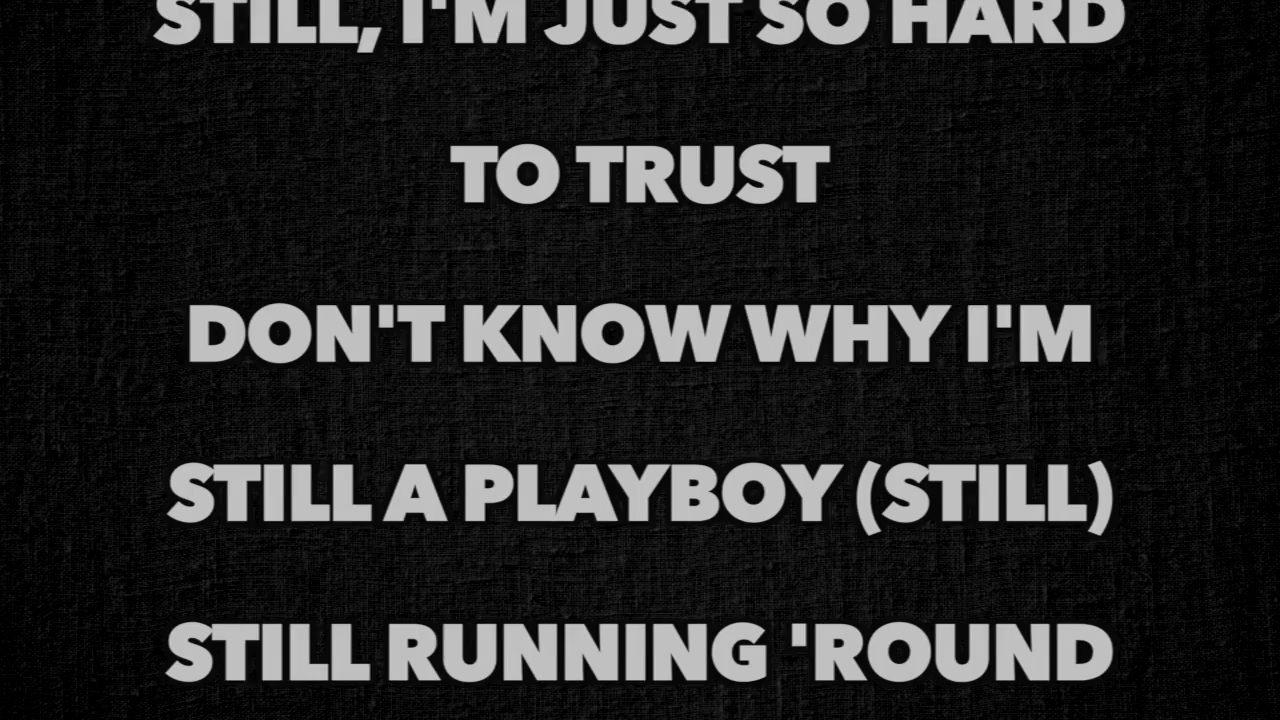 STILL, I'M JUST SO HARD
TO TRUST
DON'T KNOW WHY I'M
STILL A PLAYBOY (STILL)
STILL RUNNING 'ROUND